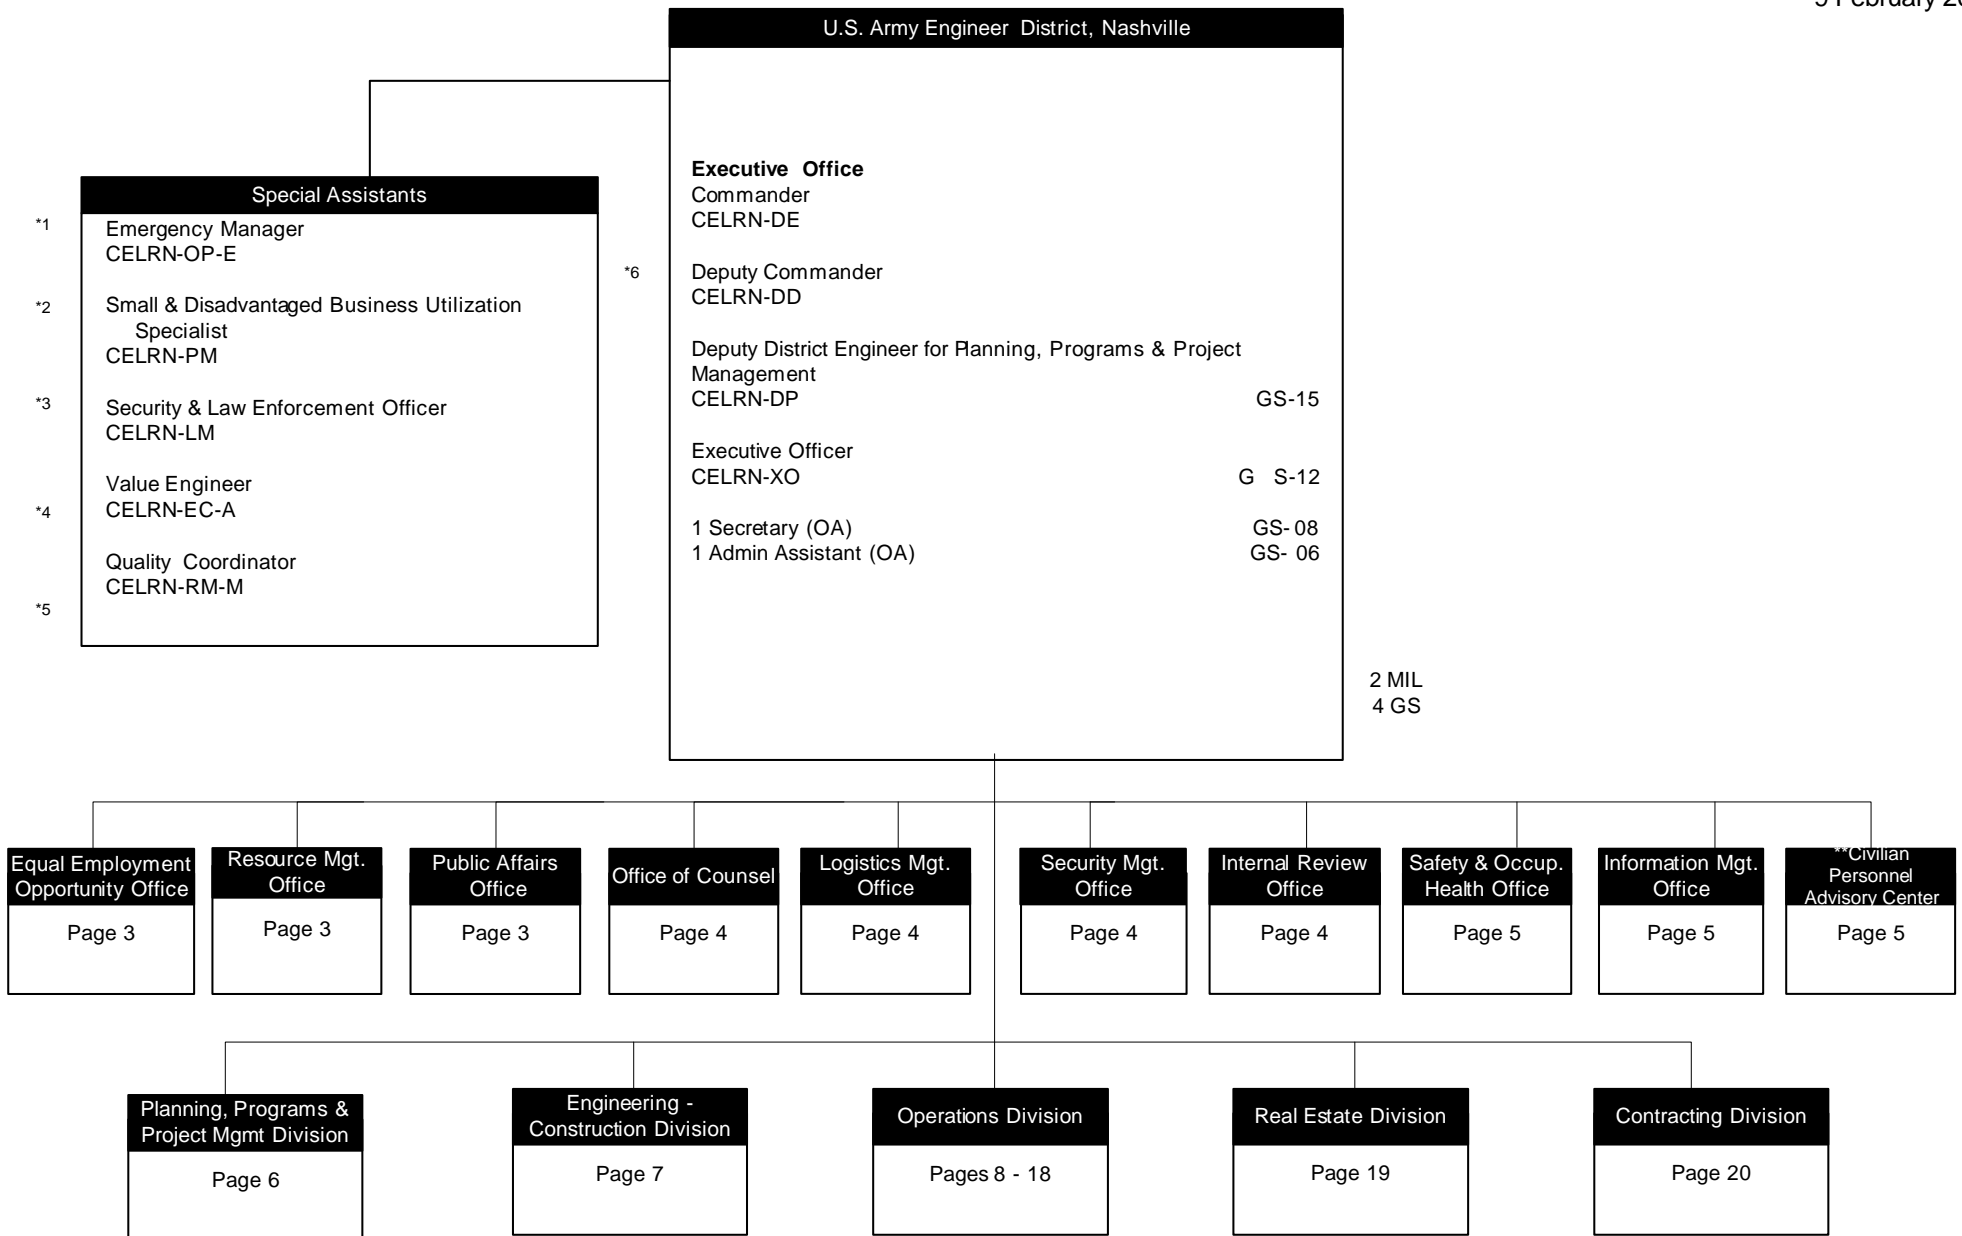 9 February 20
U.S. Army Engineer District, Nashville
Special Assistants
*1
Emergency Manager
CELRN-OP-E
*2
Small & Disadvantaged Business Utilization
Specialist
CELRN-PM
*3
Security & Law Enforcement Officer
CELRN-LM
Value Engineer
*4
CELRN-EC-A
Quality Coordinator
CELRN-RM-M
*5
Executive Office
Commander
CELRN-DE
*6
Deputy Commander
CELRN-DD
Deputy District Engineer for Planning, Programs & Project
Management
CELRN-DP GS-15
Executive Officer
CELRN-XO G S-12
1 Secretary (OA) GS- 08
1 Admin Assistant (OA) GS- 06
2 MIL
4 GS
Equal Employment
Opportunity Office
Page 3
Resource Mgt.
Office
Page 3
Public Affairs
Office
Page 3
Office of Counsel
Page 4
Logistics Mgt.
Office
Page 4
Security Mgt.
Office
Page 4
Internal Review
Office
Page 4
Safety & Occup.
Health Office
Page 5
Information Mgt.
Office
Page 5
**Civilian
Personnel
Advisory Center
Page 5
Planning, Programs &
Project Mgmt Division
Page 6
Engineering -
Construction Division
Page 7
Operations Division
Pages 8 - 18
Real Estate Division
Page 19
Contracting Division
Page 20